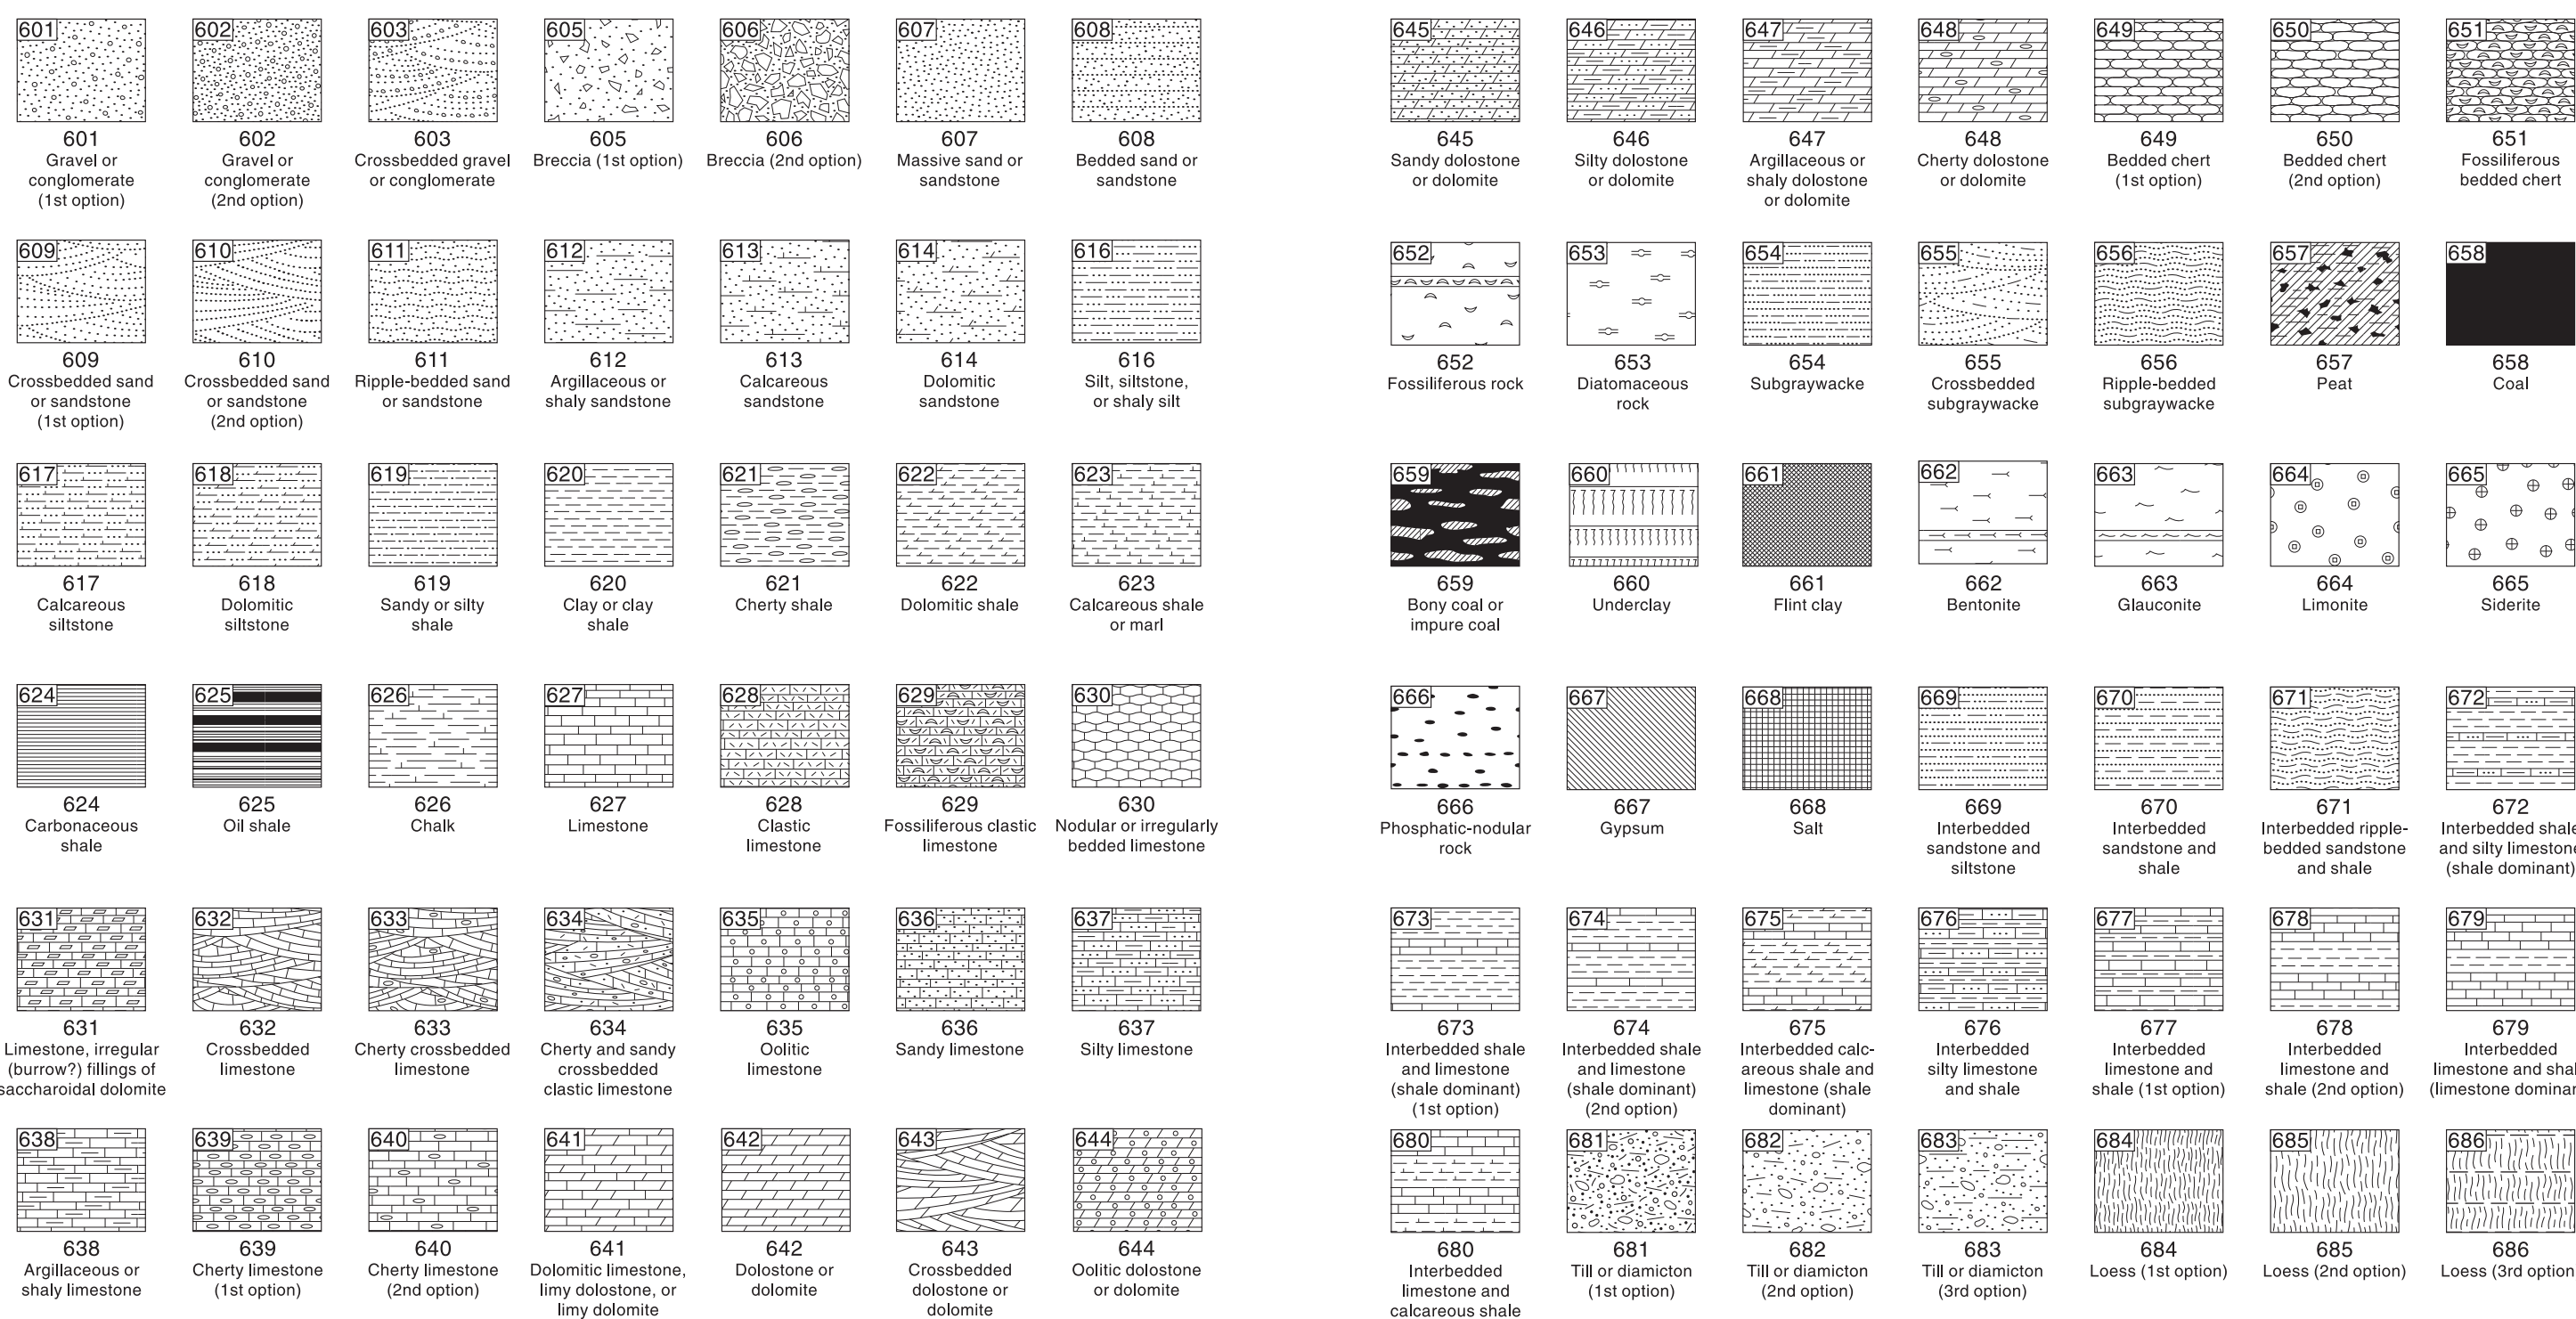 601
601
Gravel or
conglomerate
(1st option)
602
602
Gravel or
conglomerate
(2nd option)
603
603
Crossbedded gravel
or conglomerate
605
605
Breccia (1st option)
606
606
Breccia (2nd option)
607
607
Massive sand or
sandstone
608
608
Bedded sand or
sandstone
609
609
Crossbedded sand
or sandstone
(1st option)
610
610
Crossbedded sand
or sandstone
(2nd option)
611
611
Ripple-bedded sand
or sandstone
612
612
Argillaceous or
shaly sandstone
613
613
Calcareous
sandstone
614
614
Dolomitic
sandstone
616
616
Silt, siltstone,
or shaly silt
617
617
Calcareous
siltstone
618
618
Dolomitic
siltstone
619
619
Sandy or silty
shale
620
620
Clay or clay
shale
621
621
Cherty shale
622
622
Dolomitic shale
623
623
Calcareous shale
or marl
624
624
Carbonaceous
shale
625
625
Oil shale
626
626
Chalk
627
627
Limestone
628
628
Clastic
limestone
629
629
Fossiliferous clastic
limestone
630
630
Nodular or irregularly
bedded limestone
631
631
Limestone, irregular
(burrow?) fillings of
saccharoidal dolomite
632
632
Crossbedded
limestone
633
633
Cherty crossbedded
limestone
634
634
Cherty and sandy
crossbedded
clastic limestone
635
635
Oolitic
limestone
636
636
Sandy limestone
637
637
Silty limestone
638
638
Argillaceous or
shaly limestone
639
639
Cherty limestone
(1st option)
640
640
Cherty limestone
(2nd option)
641
641
Dolomitic limestone,
limy dolostone, or
limy dolomite
642
642
Dolostone or
dolomite
643
643
Crossbedded
dolostone or
dolomite
644
644
Oolitic dolostone
or dolomite
645
645
Sandy dolostone
or dolomite
646
646
Silty dolostone
or dolomite
647
647
Argillaceous or
shaly dolostone
or dolomite
648
648
Cherty dolostone
or dolomite
649
649
Bedded chert
(1st option)
650
650
Bedded chert
(2nd option)
651
651
Fossiliferous
bedded chert
652
652
Fossiliferous rock
653
653
Diatomaceous
rock
654
654
Subgraywacke
655
655
Crossbedded
subgraywacke
656
656
Ripple-bedded
subgraywacke
657
657
Peat
658
658
Coal
659
659
Bony coal or
impure coal
660
660
Underclay
661
661
Flint clay
662
662
Bentonite
663
663
Glauconite
664
664
Limonite
665
665
Siderite
666
666
Phosphatic-nodular
rock
667
667
Gypsum
668
668
Salt
669
669
Interbedded
sandstone and
siltstone
670
670
Interbedded
sandstone and
shale
671
671
Interbedded ripple-
bedded sandstone
and shale
672
672
Interbedded shale
and silty limestone
(shale dominant)
673
673
Interbedded shale
and limestone
(shale dominant)
(1st option)
674
674
Interbedded shale
and limestone
(shale dominant)
(2nd option)
675
675
Interbedded calc-
areous shale and
limestone (shale
dominant)
676
676
Interbedded
silty limestone
and shale
677
677
Interbedded
limestone and
shale (1st option)
678
678
Interbedded
limestone and
shale (2nd option)
679
679
Interbedded
limestone and shal
(limestone dominan
680
680
Interbedded
limestone and
calcareous shale
681
681
Till or diamicton
(1st option)
682
682
Till or diamicton
(2nd option)
683
683
Till or diamicton
(3rd option)
684
684
Loess (1st option)
685
685
Loess (2nd option)
686
686
Loess (3rd option